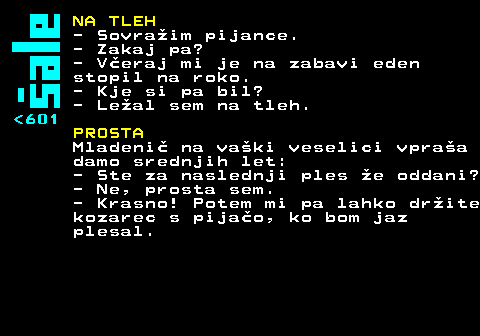 šale
<601
NA TLEH
- Sovražim pijance.
- Zakaj pa?
- Včeraj mi je na zabavi eden
stopil na roko.
- Kje si pa bil?
- Ležal sem na tleh.
PROSTA
Mladenič na vaški veselici vpraša
damo srednjih let:
- Ste za naslednji ples že oddani?
- Ne, prosta sem.
- Krasno! Potem mi pa lahko držite
kozarec s pijačo, ko bom jaz
plesal.